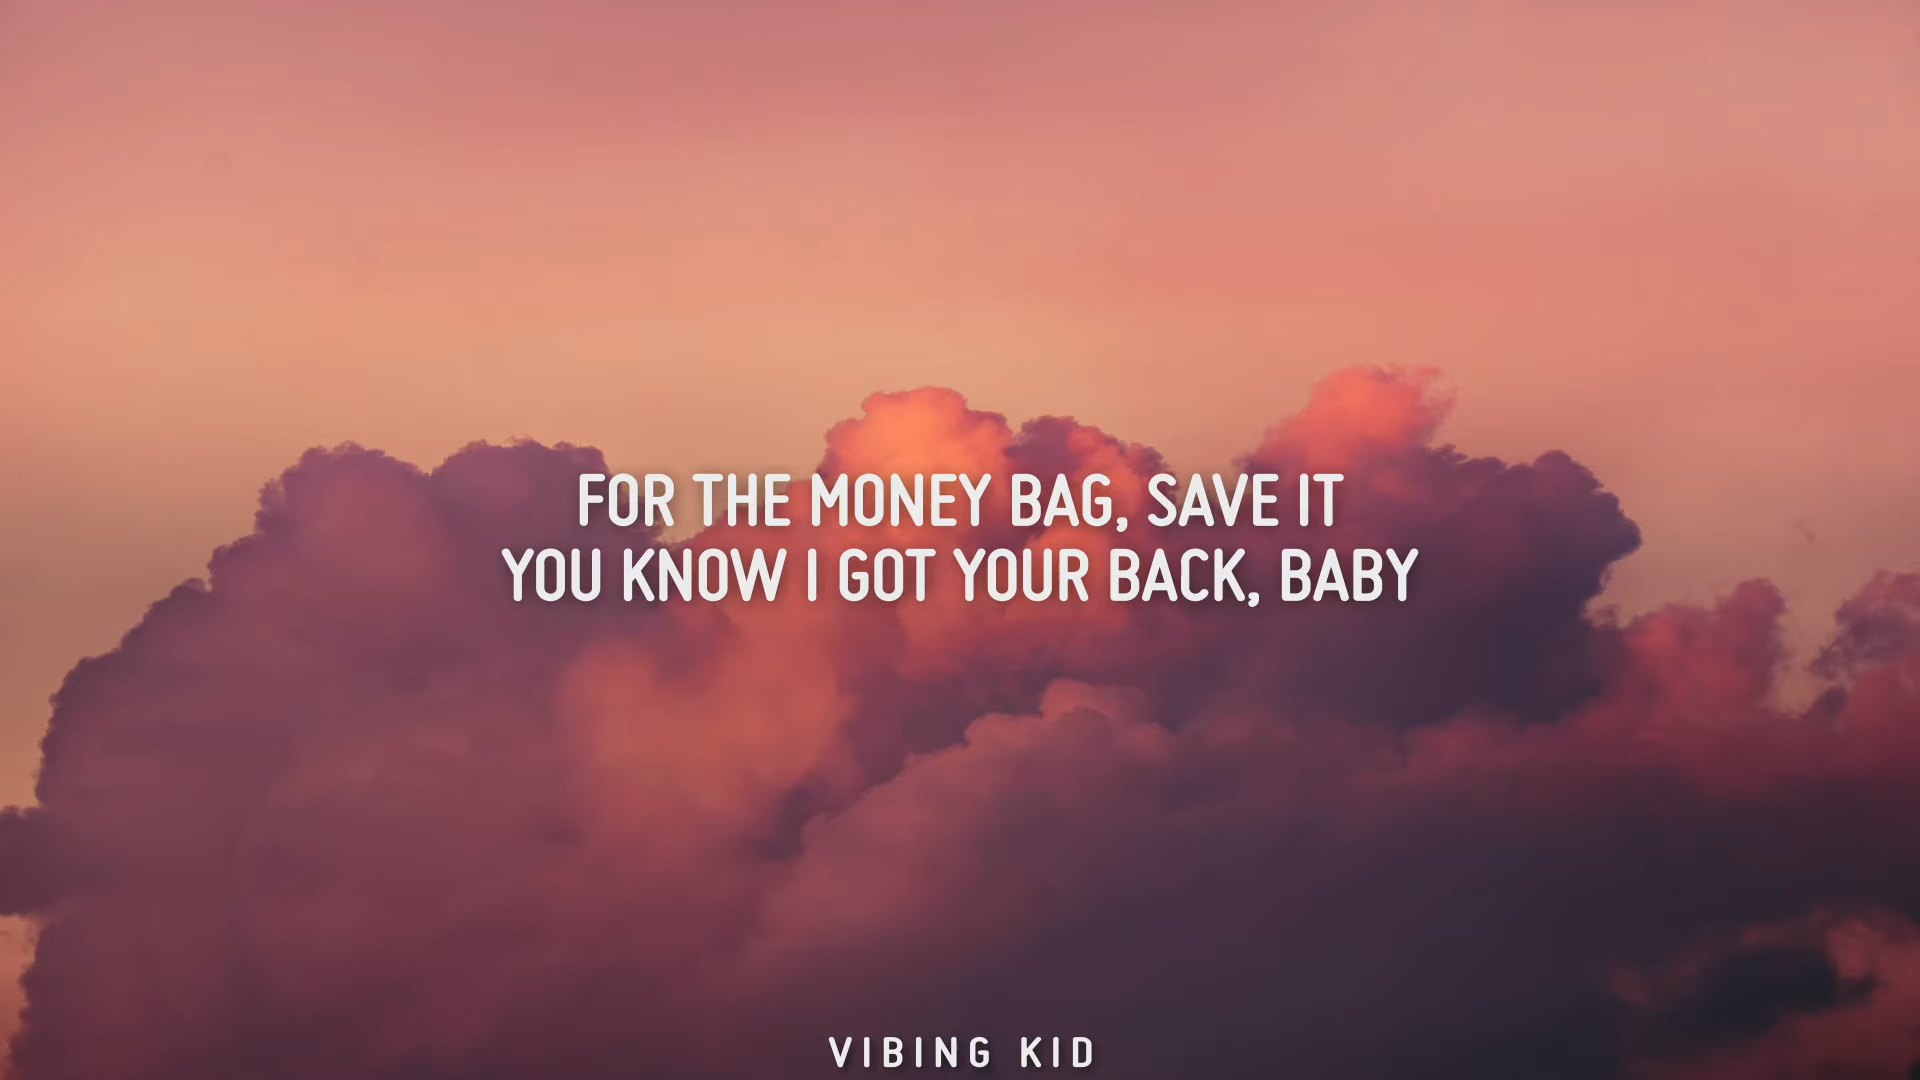 FOR THE MONEY BAG, SAVE IT
YOU KNOW I GOT YOUR BACK, BABY
VIBING KID